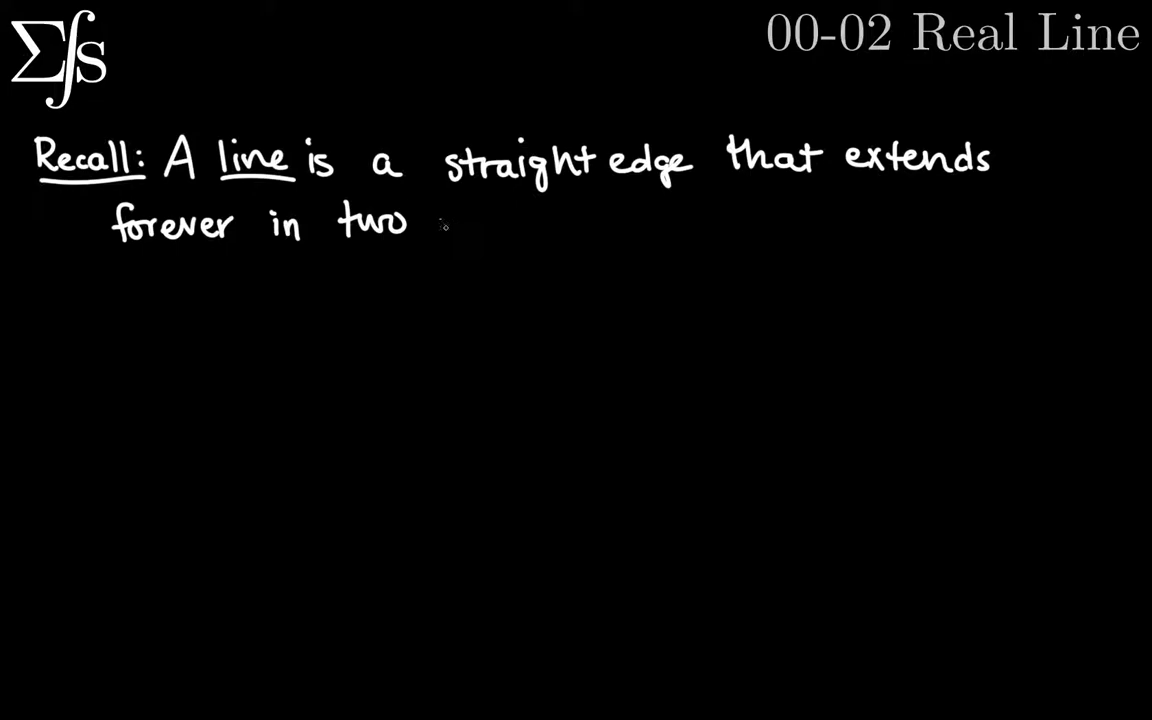 ∑∫S
00-02 Real Line
Recall: A line is a straight edge that extends
forever in two